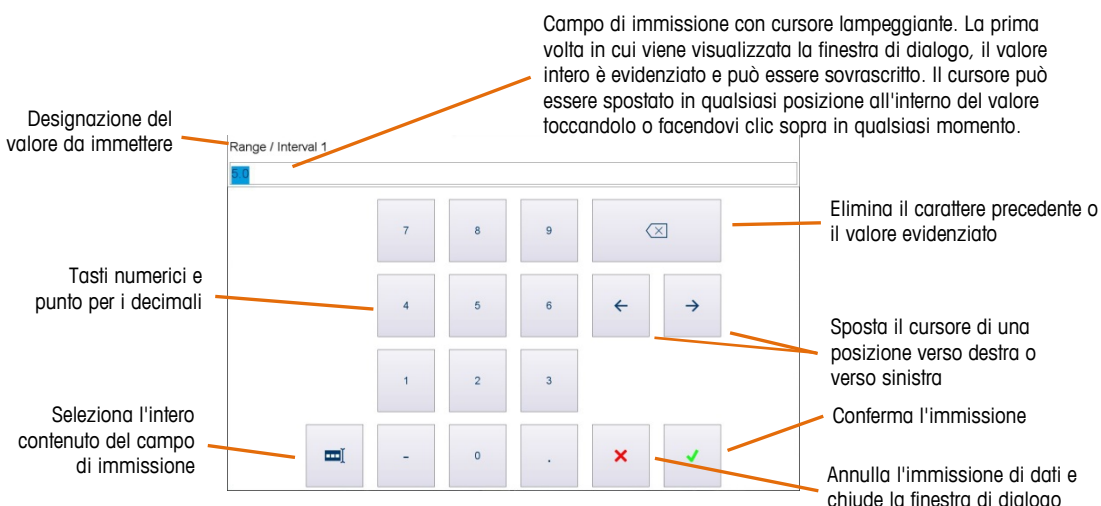 Campo di immissione con cursore lampeggiante. La prima
volta in cui viene visualizzata la finestra di dialogo, il valore
intero è evidenziato e può essere sovrascritto. Il cursore può
essere spostato in qualsiasi posizione all'interno del valore
toccandolo o facendovi clic sopra in qualsiasi momento.
Designazione del
valore da immettere
Range / Interval 1
5.0
7 8 9
Elimina il carattere precedente o
il valore evidenziato
Tasti numerici e
punto per i decimali
4 5 6 ← →
Sposta il cursore di una
posizione verso destra o
verso sinistra
1 2 3
Seleziona l'intero
contenuto del campo
di immissione
Conferma l'immissione
- 0 .
Annulla l'immissione di dati e
chiude la finestra di dialogo